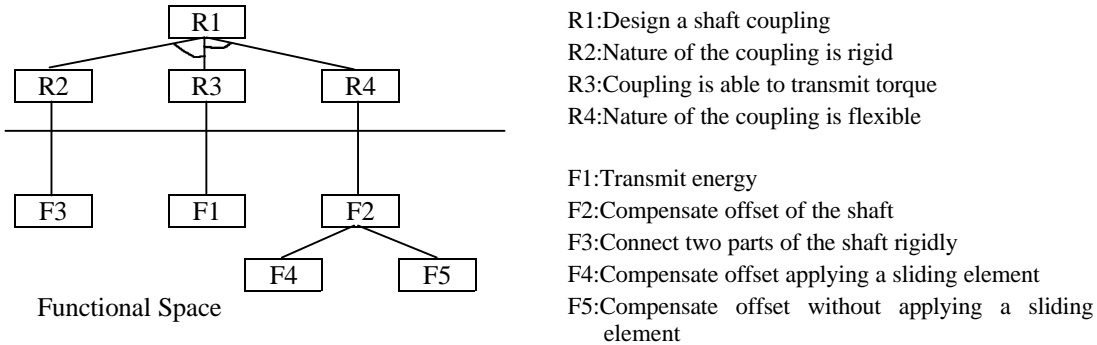 R1
R2
R3
R4
F3
F1
F2
F4
F5
Functional Space
R1:Design a shaft coupling
R2:Nature of the coupling is rigid
R3:Coupling is able to transmit torque
R4:Nature of the coupling is flexible
F1:Transmit energy
F2:Compensate offset of the shaft
F3:Connect two parts of the shaft rigidly
F4:Compensate offset applying a sliding element
F5:Compensate offset without applying a sliding
element